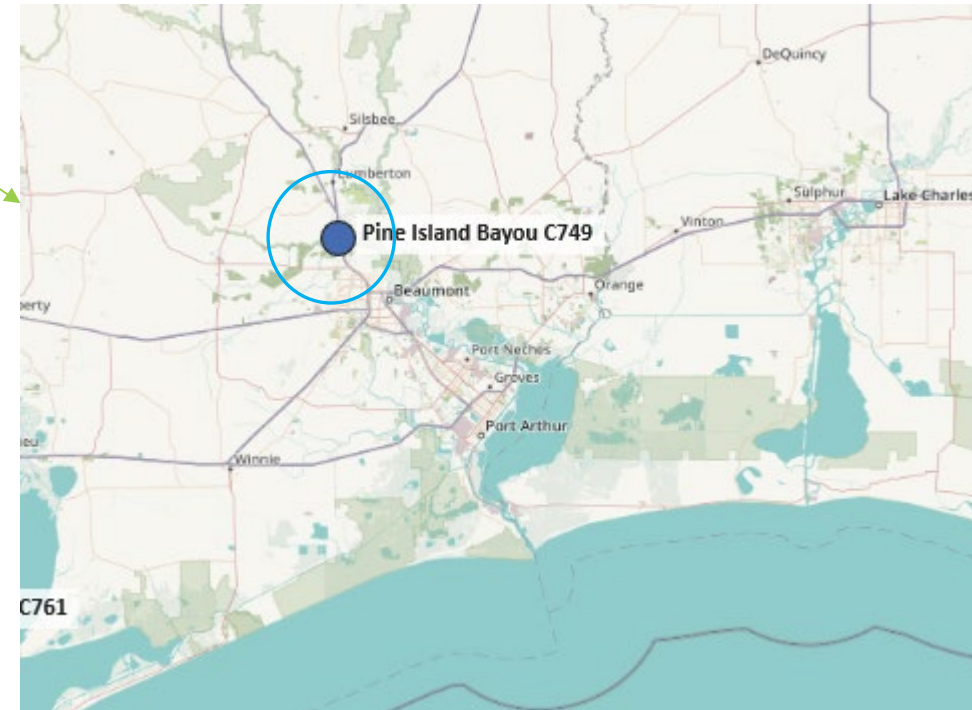 DeQuincy
Silsbee
Lumberton
Sulphur
Lake Charles
Pine Island Bayou C749
Vinton
Orange
Beaumont
erty
Port Neches
Groves
Port Arthur
eu
Winnie
C761